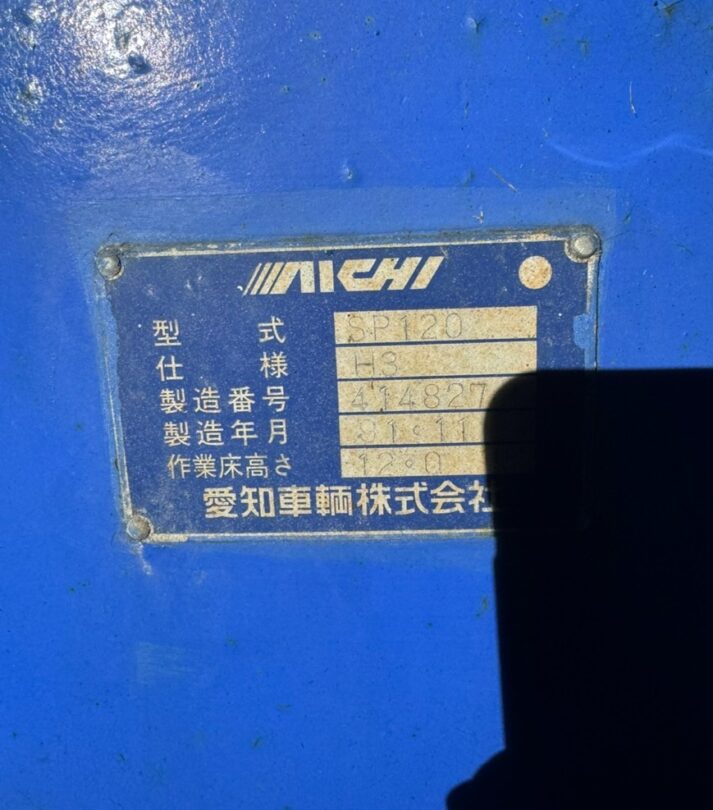 AICHI
型式 SP120
仕様 H3
製造番号 414827
製造年月 91.11
作業床高さ 12.0
愛知車輌株式会社